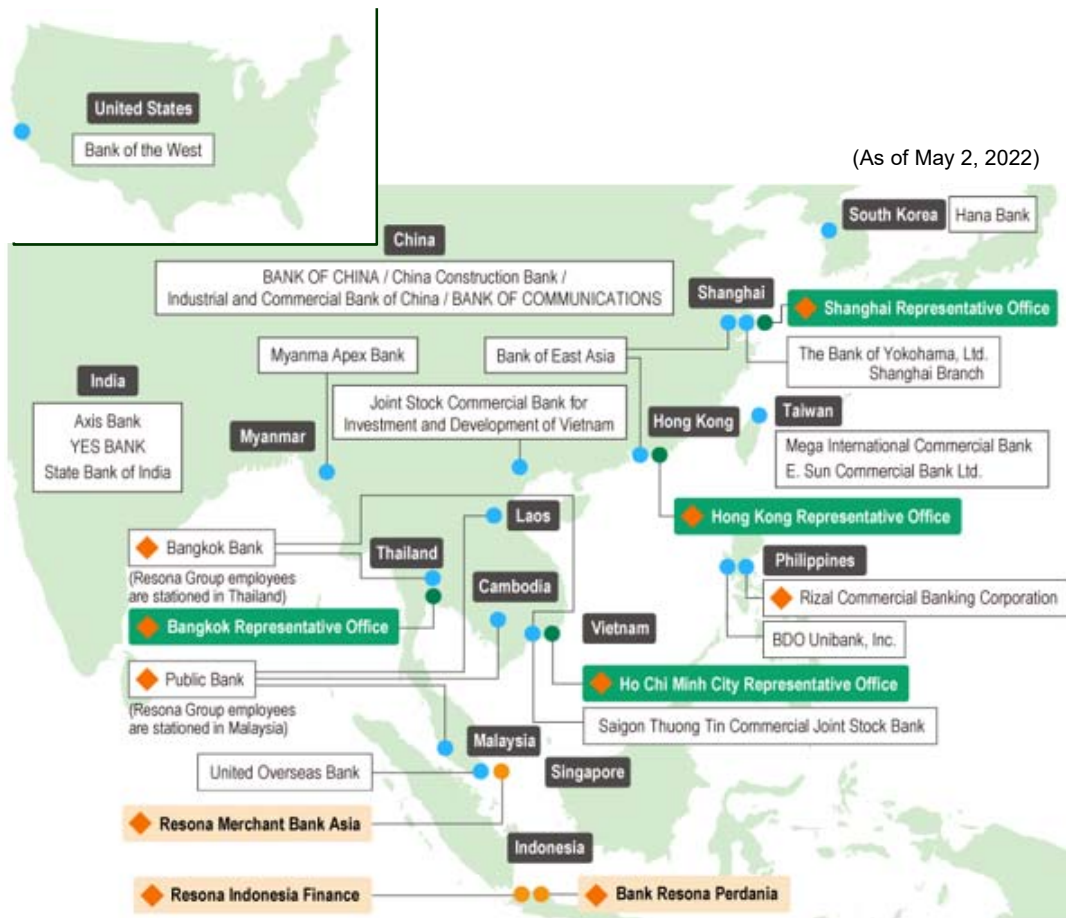 United States
Bank of the West
(As of May 2, 2022)
South Korea
Hana Bank
China
BANK OF CHINA / China Construction Bank /
Industrial and Commercial Bank of China / BANK OF COMMUNICATIONS
Shanghai
Shanghai Representative Office
Myanma Apex Bank
Bank of East Asia
The Bank of Yokohama, Ltd.
Shanghai Branch
India
Axis Bank
YES BANK
State Bank of India
Joint Stock Commercial Bank for
Investment and Development of Vietnam
Myanmar
Hong Kong
Taiwan
Mega International Commercial Bank
E. Sun Commercial Bank Ltd.
Laos
Hong Kong Representative Office
Bangkok Bank
(Resona Group employees
are stationed in Thailand)
Thailand
Cambodia
Philippines
Rizal Commercial Banking Corporation
Bangkok Representative Office
Vietnam
BDO Unibank, Inc.
Public Bank
(Resona Group employees
are stationed in Malaysia)
Ho Chi Minh City Representative Office
Saigon Thuong Tin Commercial Joint Stock Bank
Malaysia
United Overseas Bank
Singapore
Resona Merchant Bank Asia
Indonesia
Resona Indonesia Finance
Bank Resona Perdania